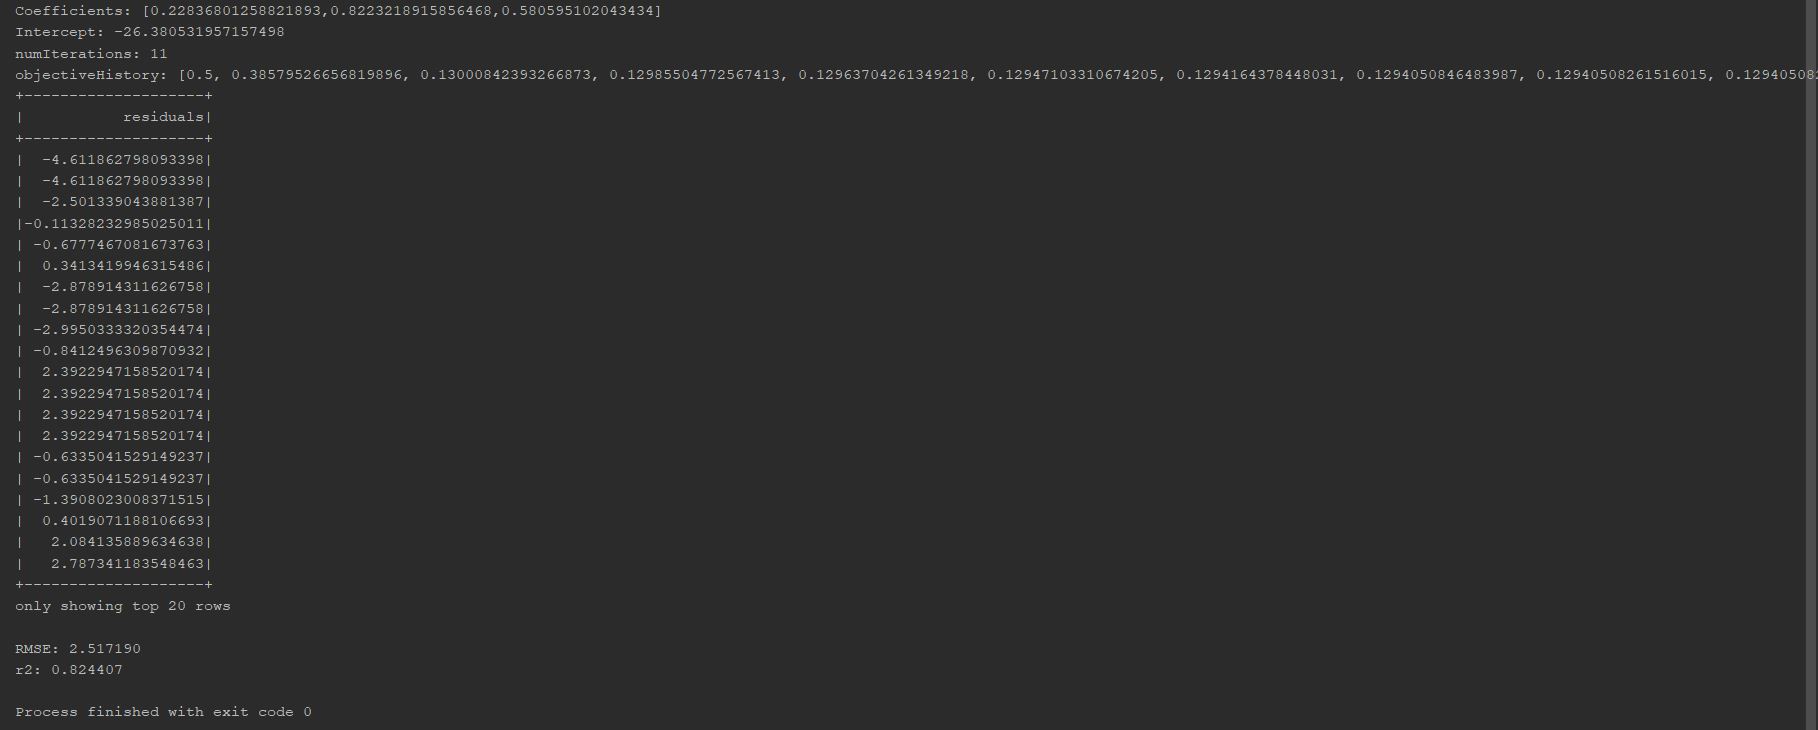 Coefficients: [0.22836801258821893,0.8223218915856468,0.580595102043434]
Intercept: -26.380531957157498
numIterations: 11
objectiveHistory: [0.5, 0.38579526656819896, 0.13000842393266873, 0.12985504772567413, 0.12963704261349218, 0.12947103310674205, 0.1294164378448031, 0.1294050846483987, 0.12940508261516015, 0.12940508
+--------------------+
|           residuals|
+--------------------+
|  -4.611862798093398|
|  -4.611862798093398|
|  -2.501339043881387|
|-0.11328232985025011|
| -0.6777467081673763|
|  0.3413419946315486|
|  -2.878914311626758|
|  -2.878914311626758|
| -2.9950333320354474|
| -0.8412496309870932|
|  2.3922947158520174|
|  2.3922947158520174|
|  2.3922947158520174|
|  2.3922947158520174|
| -0.6335041529149237|
| -0.6335041529149237|
| -1.3908023008371515|
|  0.4019071188106693|
|   2.084135889634638|
|   2.787341183548463|
+--------------------+
only showing top 20 rows
RMSE: 2.517190
r2: 0.824407
Process finished with exit code 0